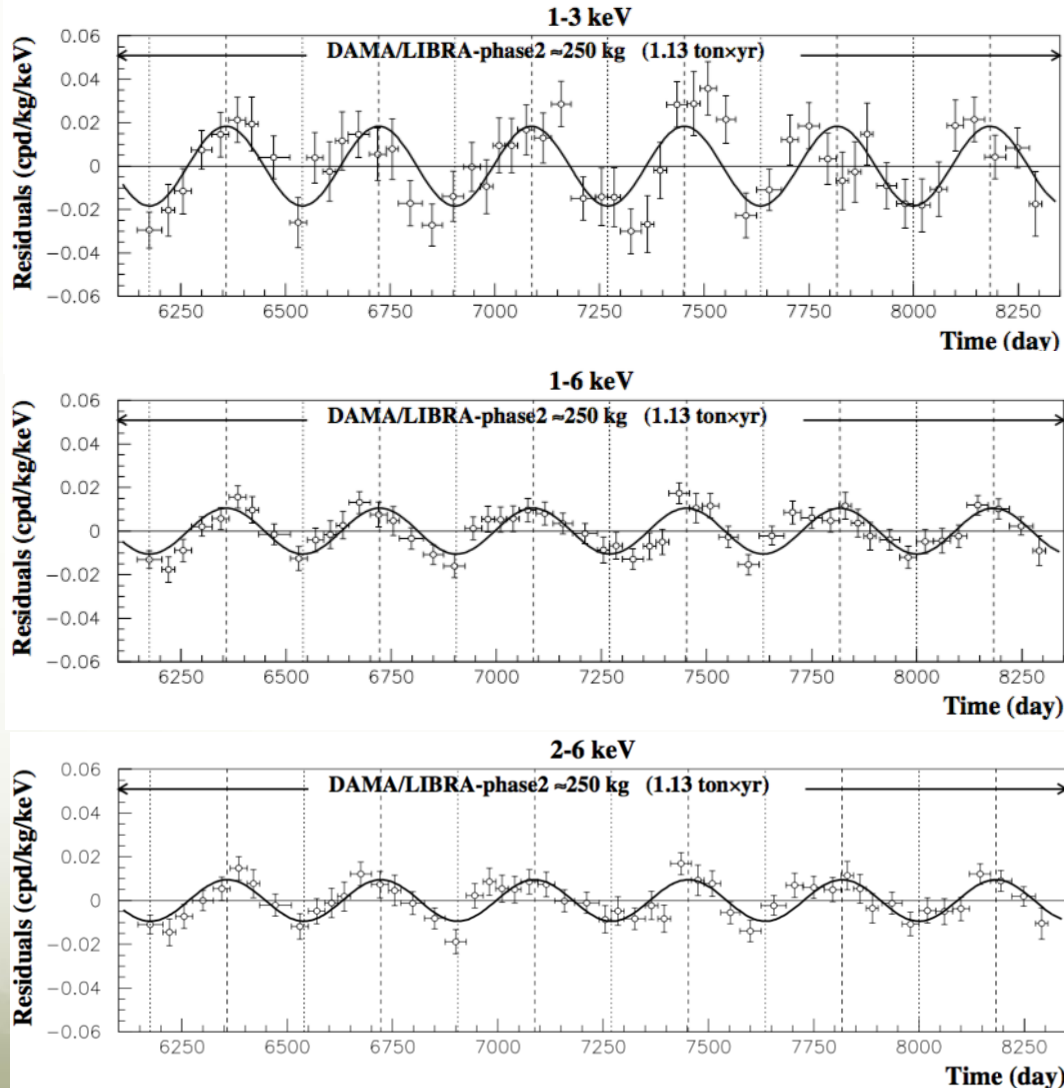 1-3 keV
Residuals (cpd/kg/keV)
0.06
0.04
0.02
0
-0.02
-0.04
-0.06
DAMA/LIBRA-phase2 ≈250 kg (1.13 ton×yr)
6250 6500 6750 7000 7250 7500 7750 8000 8250
Time (day)
1-6 keV
Residuals (cpd/kg/keV)
0.06
0.04
0.02
0
-0.02
-0.04
-0.06
DAMA/LIBRA-phase2 ≈250 kg (1.13 ton×yr)
6250 6500 6750 7000 7250 7500 7750 8000 8250
Time (day)
2-6 keV
Residuals (cpd/kg/keV)
0.06
0.04
0.02
0
-0.02
-0.04
-0.06
DAMA/LIBRA-phase2 ≈250 kg (1.13 ton×yr)
6250 6500 6750 7000 7250 7500 7750 8000 8250
Time (day)